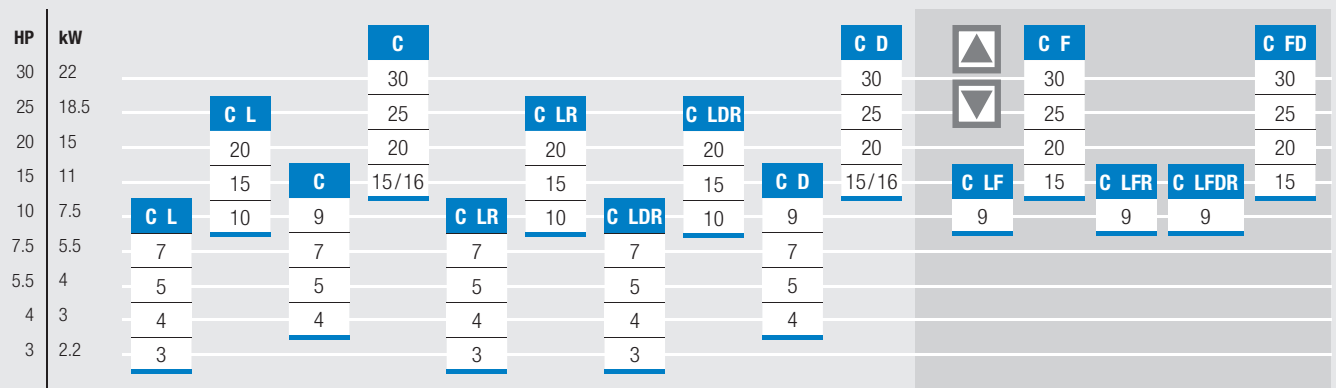 HP kW C C D C F C FD
30 22 30 30 30 30
25 18.5 C L 25 C LR C LDR 25 25 25
20 15 20 20 20 20 20 20 20
15 11 15 C 15/16 15 15 C D 15/16 C LF 15 C LFR C LFDR 15
10 7.5 C L 10 9 C LR 10 C LDR 10 9 9 9 9
7.5 5.5 7 7 7 7 7
5.5 4 5 5 5 5 5
4 3 4 4 4 4 4
3 2.2 3 3 3